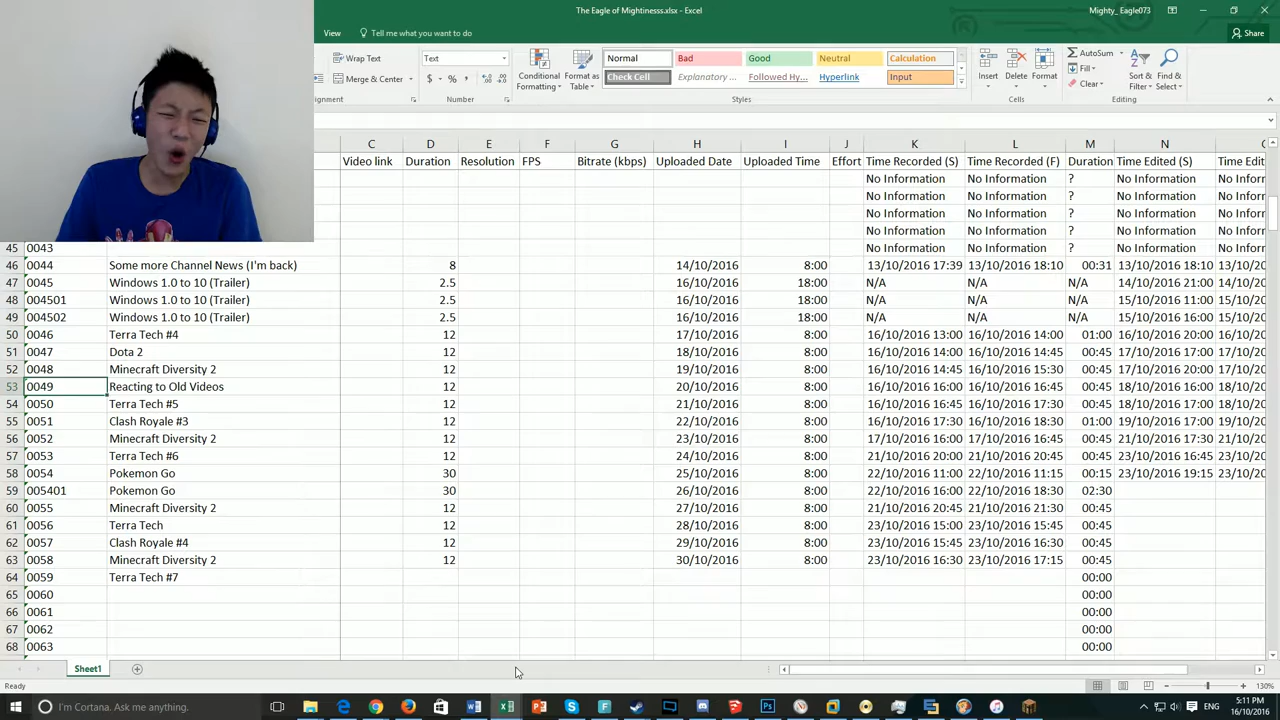 The Eagle of Mightinesss.xlsx - Excel
Mighty_Eagle073
View
Tell me what you want to do...
Share
Wrap Text
Text
Merge & Center
$ % ,
Conditional Formatting
Format as Table
Normal
Bad
Good
Neutral
Calculation
Check Cell
Explanatory ...
Followed Hy...
Hyperlink
Input
Insert
Delete
Format
AutoSum
Fill
Clear
Sort & Filter
Find & Select
Number
Styles
Cells
Editing
C D E F G H I J K L M N
Video link Duration Resolution FPS Bitrate (kbps) Uploaded Date Uploaded Time Effort Time Recorded (S) Time Recorded (F) Duration Time Edited (S)
No Information No Information ? No Information
No Information No Information ? No Information
No Information No Information ? No Information
No Information No Information ? No Information
45 0043 No Information No Information ? No Information
46 0044 Some more Channel News (I'm back) 8 14/10/2016 8:00 13/10/2016 17:39 13/10/2016 18:10 00:31 13/10/2016 18:10
47 0045 Windows 1.0 to 10 (Trailer) 2.5 16/10/2016 18:00 N/A N/A N/A 14/10/2016 21:00
48 004501 Windows 1.0 to 10 (Trailer) 2.5 16/10/2016 18:00 N/A N/A N/A 15/10/2016 11:00
49 004502 Windows 1.0 to 10 (Trailer) 2.5 16/10/2016 18:00 N/A N/A N/A 15/10/2016 16:00
50 0046 Terra Tech #4 12 17/10/2016 8:00 16/10/2016 13:00 16/10/2016 14:00 01:00 16/10/2016 20:00
51 0047 Dota 2 12 18/10/2016 8:00 16/10/2016 14:00 16/10/2016 14:45 00:45 17/10/2016 17:00
52 0048 Minecraft Diversity 2 12 19/10/2016 8:00 16/10/2016 14:45 16/10/2016 15:30 00:45 17/10/2016 20:00
53 0049 Reacting to Old Videos 12 20/10/2016 8:00 16/10/2016 16:00 16/10/2016 16:45 00:45 18/10/2016 16:00
54 0050 Terra Tech #5 12 21/10/2016 8:00 16/10/2016 16:45 16/10/2016 17:30 00:45 18/10/2016 17:00
55 0051 Clash Royale #3 12 22/10/2016 8:00 16/10/2016 17:30 16/10/2016 18:30 01:00 19/10/2016 17:00
56 0052 Minecraft Diversity 2 12 23/10/2016 8:00 17/10/2016 16:00 17/10/2016 16:45 00:45 21/10/2016 17:30
57 0053 Terra Tech #6 12 24/10/2016 8:00 21/10/2016 20:00 21/10/2016 20:45 00:45 23/10/2016 16:45
58 0054 Pokemon Go 30 25/10/2016 8:00 22/10/2016 11:00 22/10/2016 11:15 00:15 23/10/2016 19:15
59 005401 Pokemon Go 30 26/10/2016 8:00 22/10/2016 16:00 22/10/2016 18:30 02:30
60 0055 Minecraft Diversity 2 12 27/10/2016 8:00 21/10/2016 20:45 21/10/2016 21:30 00:45
61 0056 Terra Tech 12 28/10/2016 8:00 23/10/2016 15:00 23/10/2016 15:45 00:45
62 0057 Clash Royale #4 12 29/10/2016 8:00 23/10/2016 15:45 23/10/2016 16:30 00:45
63 0058 Minecraft Diversity 2 12 30/10/2016 8:00 23/10/2016 16:30 23/10/2016 17:15 00:45
64 0059 Terra Tech #7 00:00
65 0060 00:00
66 0061 00:00
67 0062 00:00
68 0063 00:00
Sheet1
Ready
130%
I'm Cortana. Ask me anything.
ENG
5:11 PM
16/10/2016